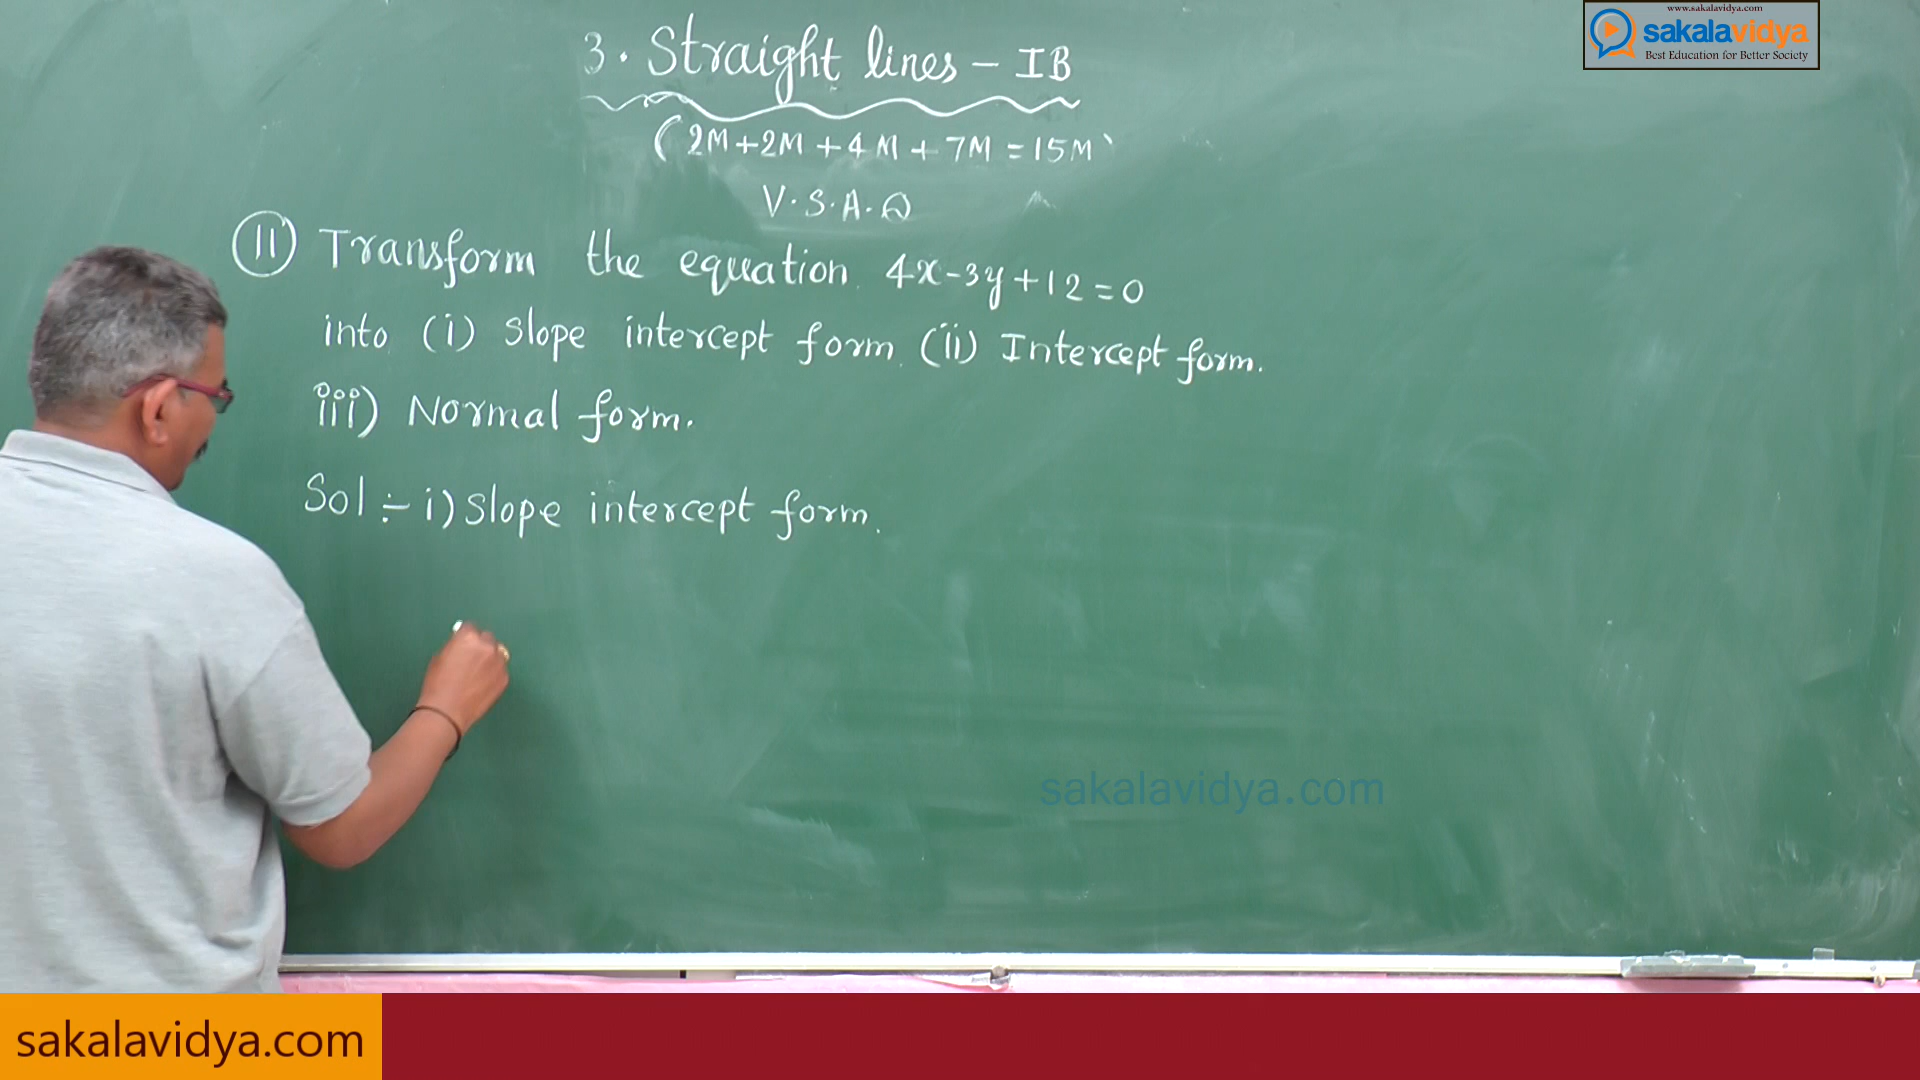 www.sakalavidya.com
sakalavidya
Best Education for Better Society
3. Straight lines - IB
(2M+2M+4M+7M=15M)
V.S.A.Q
11 Transform the equation 4x-3y+12=0
into (i) Slope intercept form (ii) Intercept form.
iii) Normal form.
Sol:- i) Slope intercept form.
sakalavidya.com
sakalavidya.com